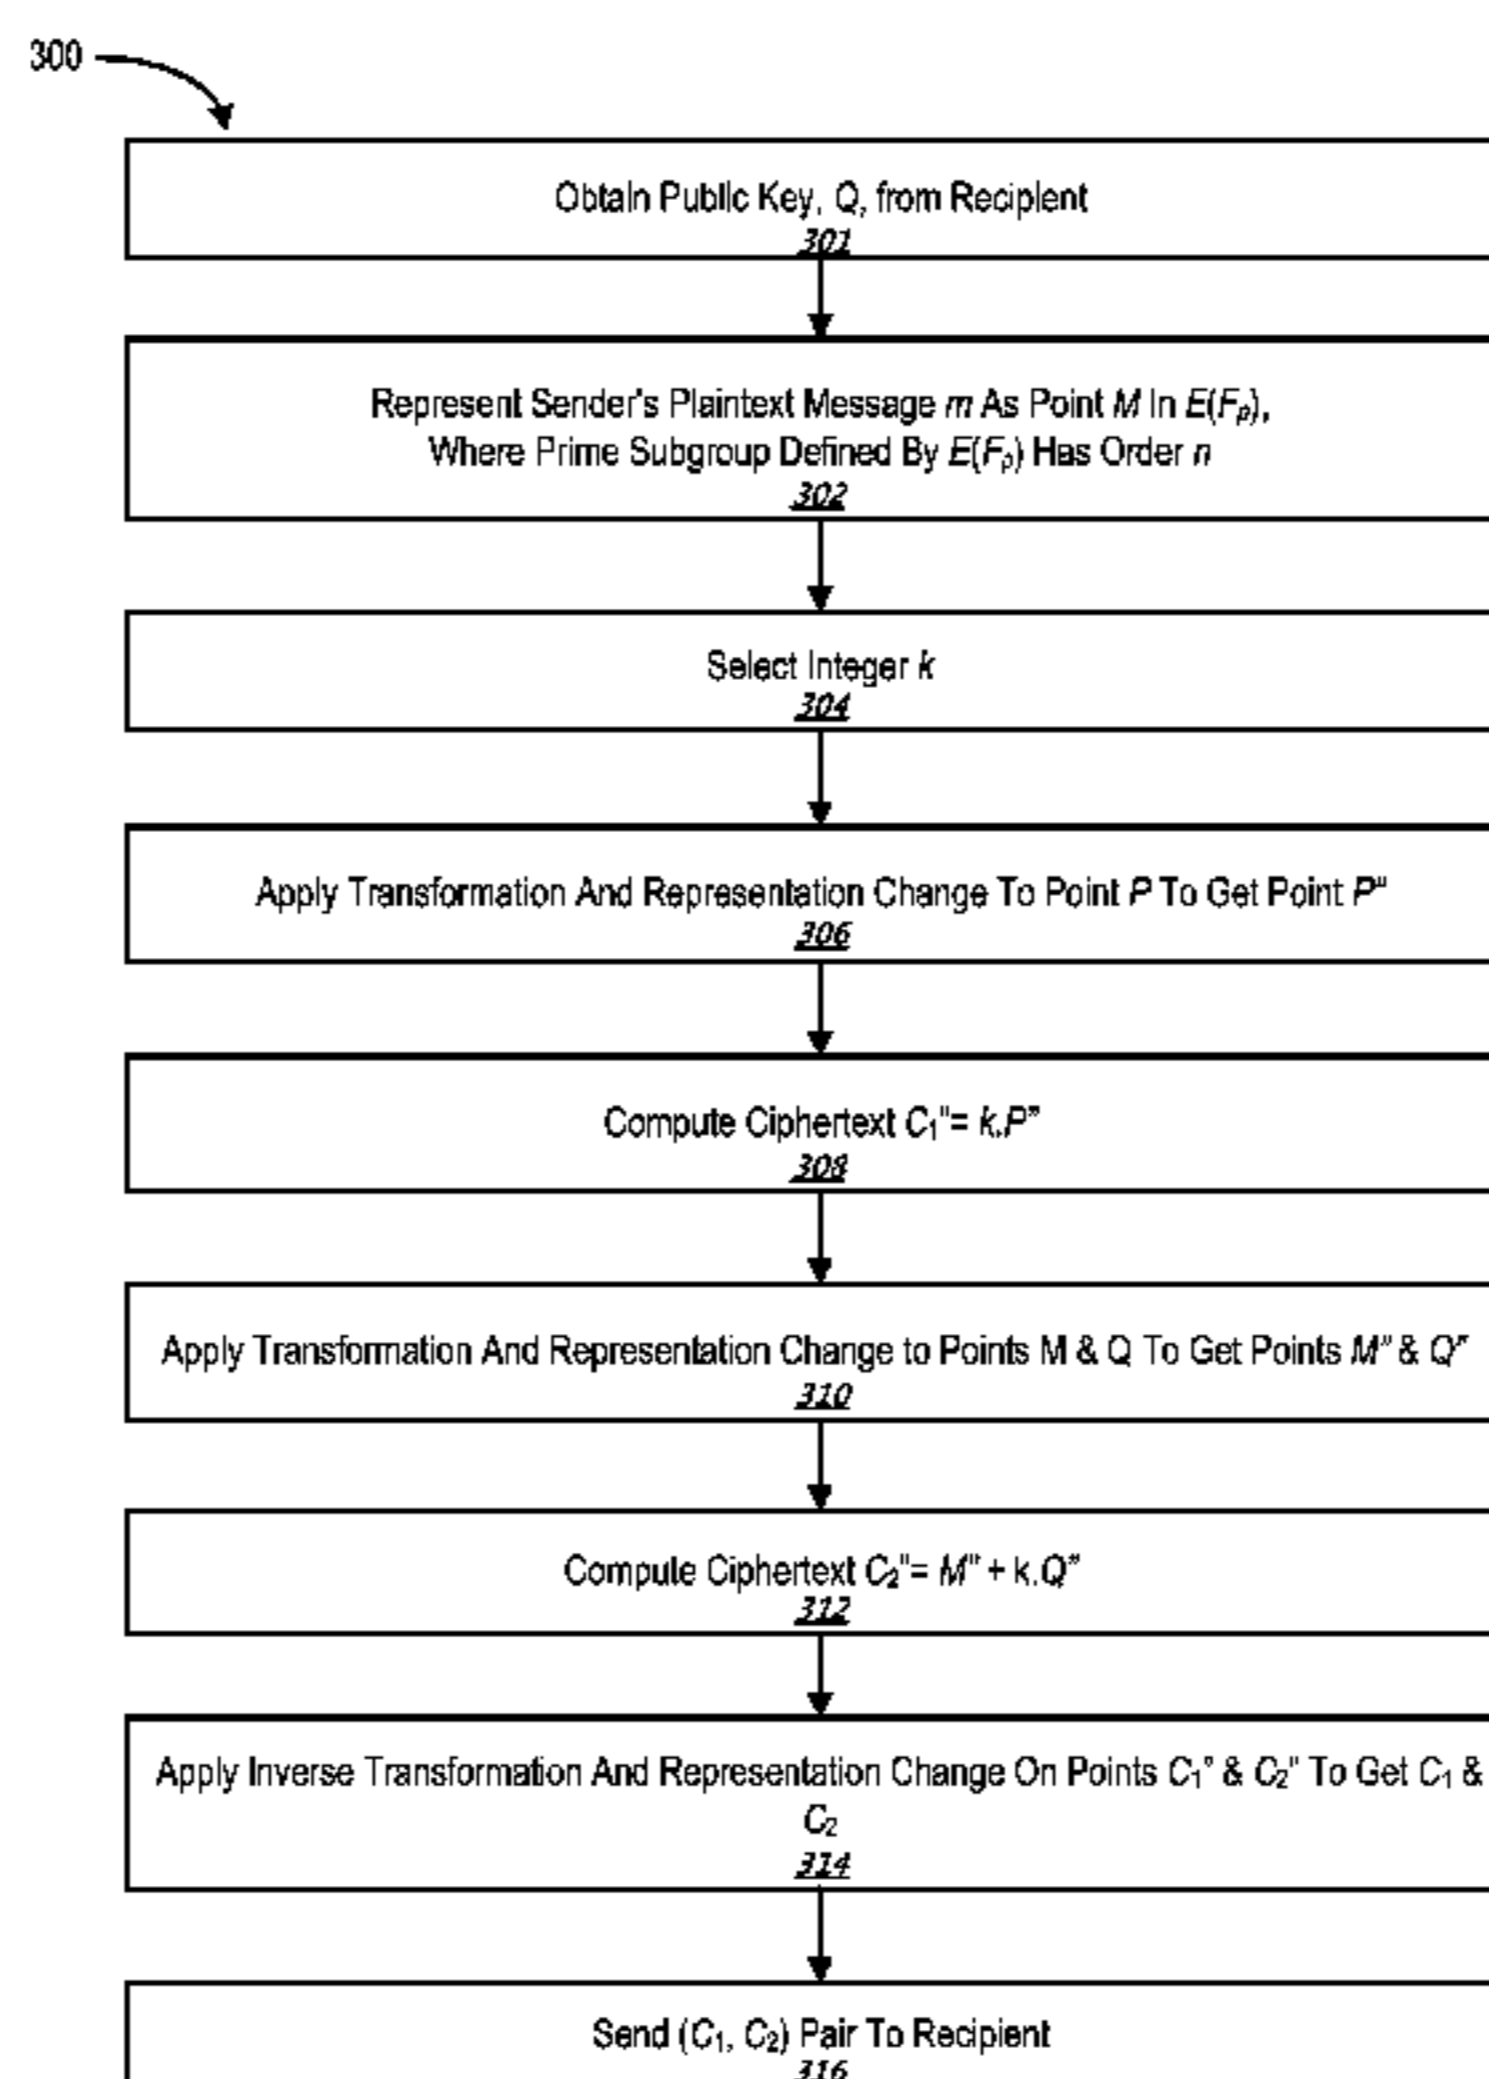 300
Obtain Public Key, Q, from Recipient
301
Represent Sender's Plaintext Message m As Point M In E(Fₚ),
Where Prime Subgroup Defined By E(Fₚ) Has Order n
302
Select Integer k
304
Apply Transformation And Representation Change To Point P To Get Point P"
306
Compute Ciphertext C₁"= k.P"
308
Apply Transformation And Representation Change to Points M & Q To Get Points M" & Q"
310
Compute Ciphertext C₂"= M" + k.Q"
312
Apply Inverse Transformation And Representation Change On Points C₁" & C₂" To Get C₁ &
C₂
314
Send (C₁, C₂) Pair To Recipient
316